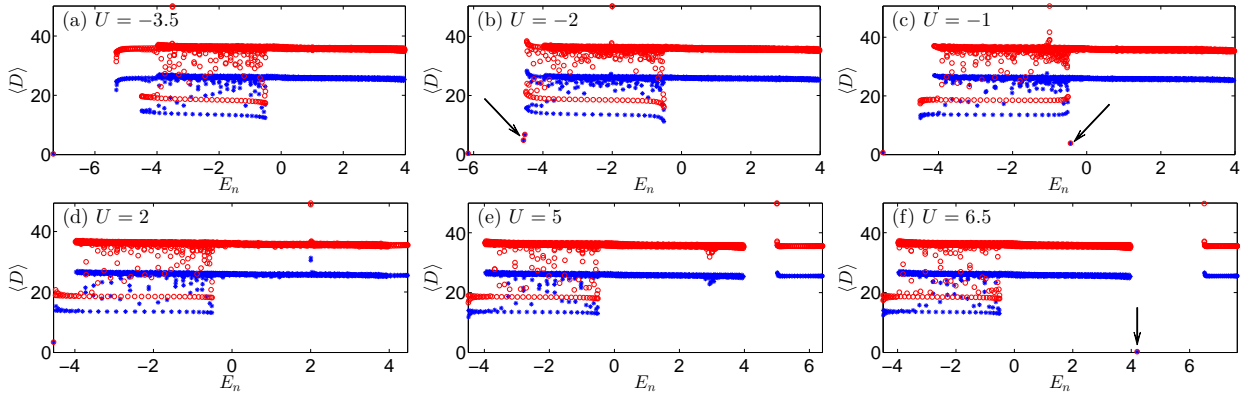 (a) U = −3.5 (b) U = −2 (c) U = −1
40 40 40
⟨D⟩ ⟨D⟩ ⟨D⟩
20 20 20
0 0 0
−6 −4 −2 0 2 4 −6 −4 −2 0 2 4 −4 −2 0 2 4
E_n E_n E_n
(d) U = 2 (e) U = 5 (f) U = 6.5
40 40 40
⟨D⟩ ⟨D⟩ ⟨D⟩
20 20 20
0 0 0
−4 −2 0 2 4 −4 −2 0 2 4 6 −4 −2 0 2 4 6
E_n E_n E_n